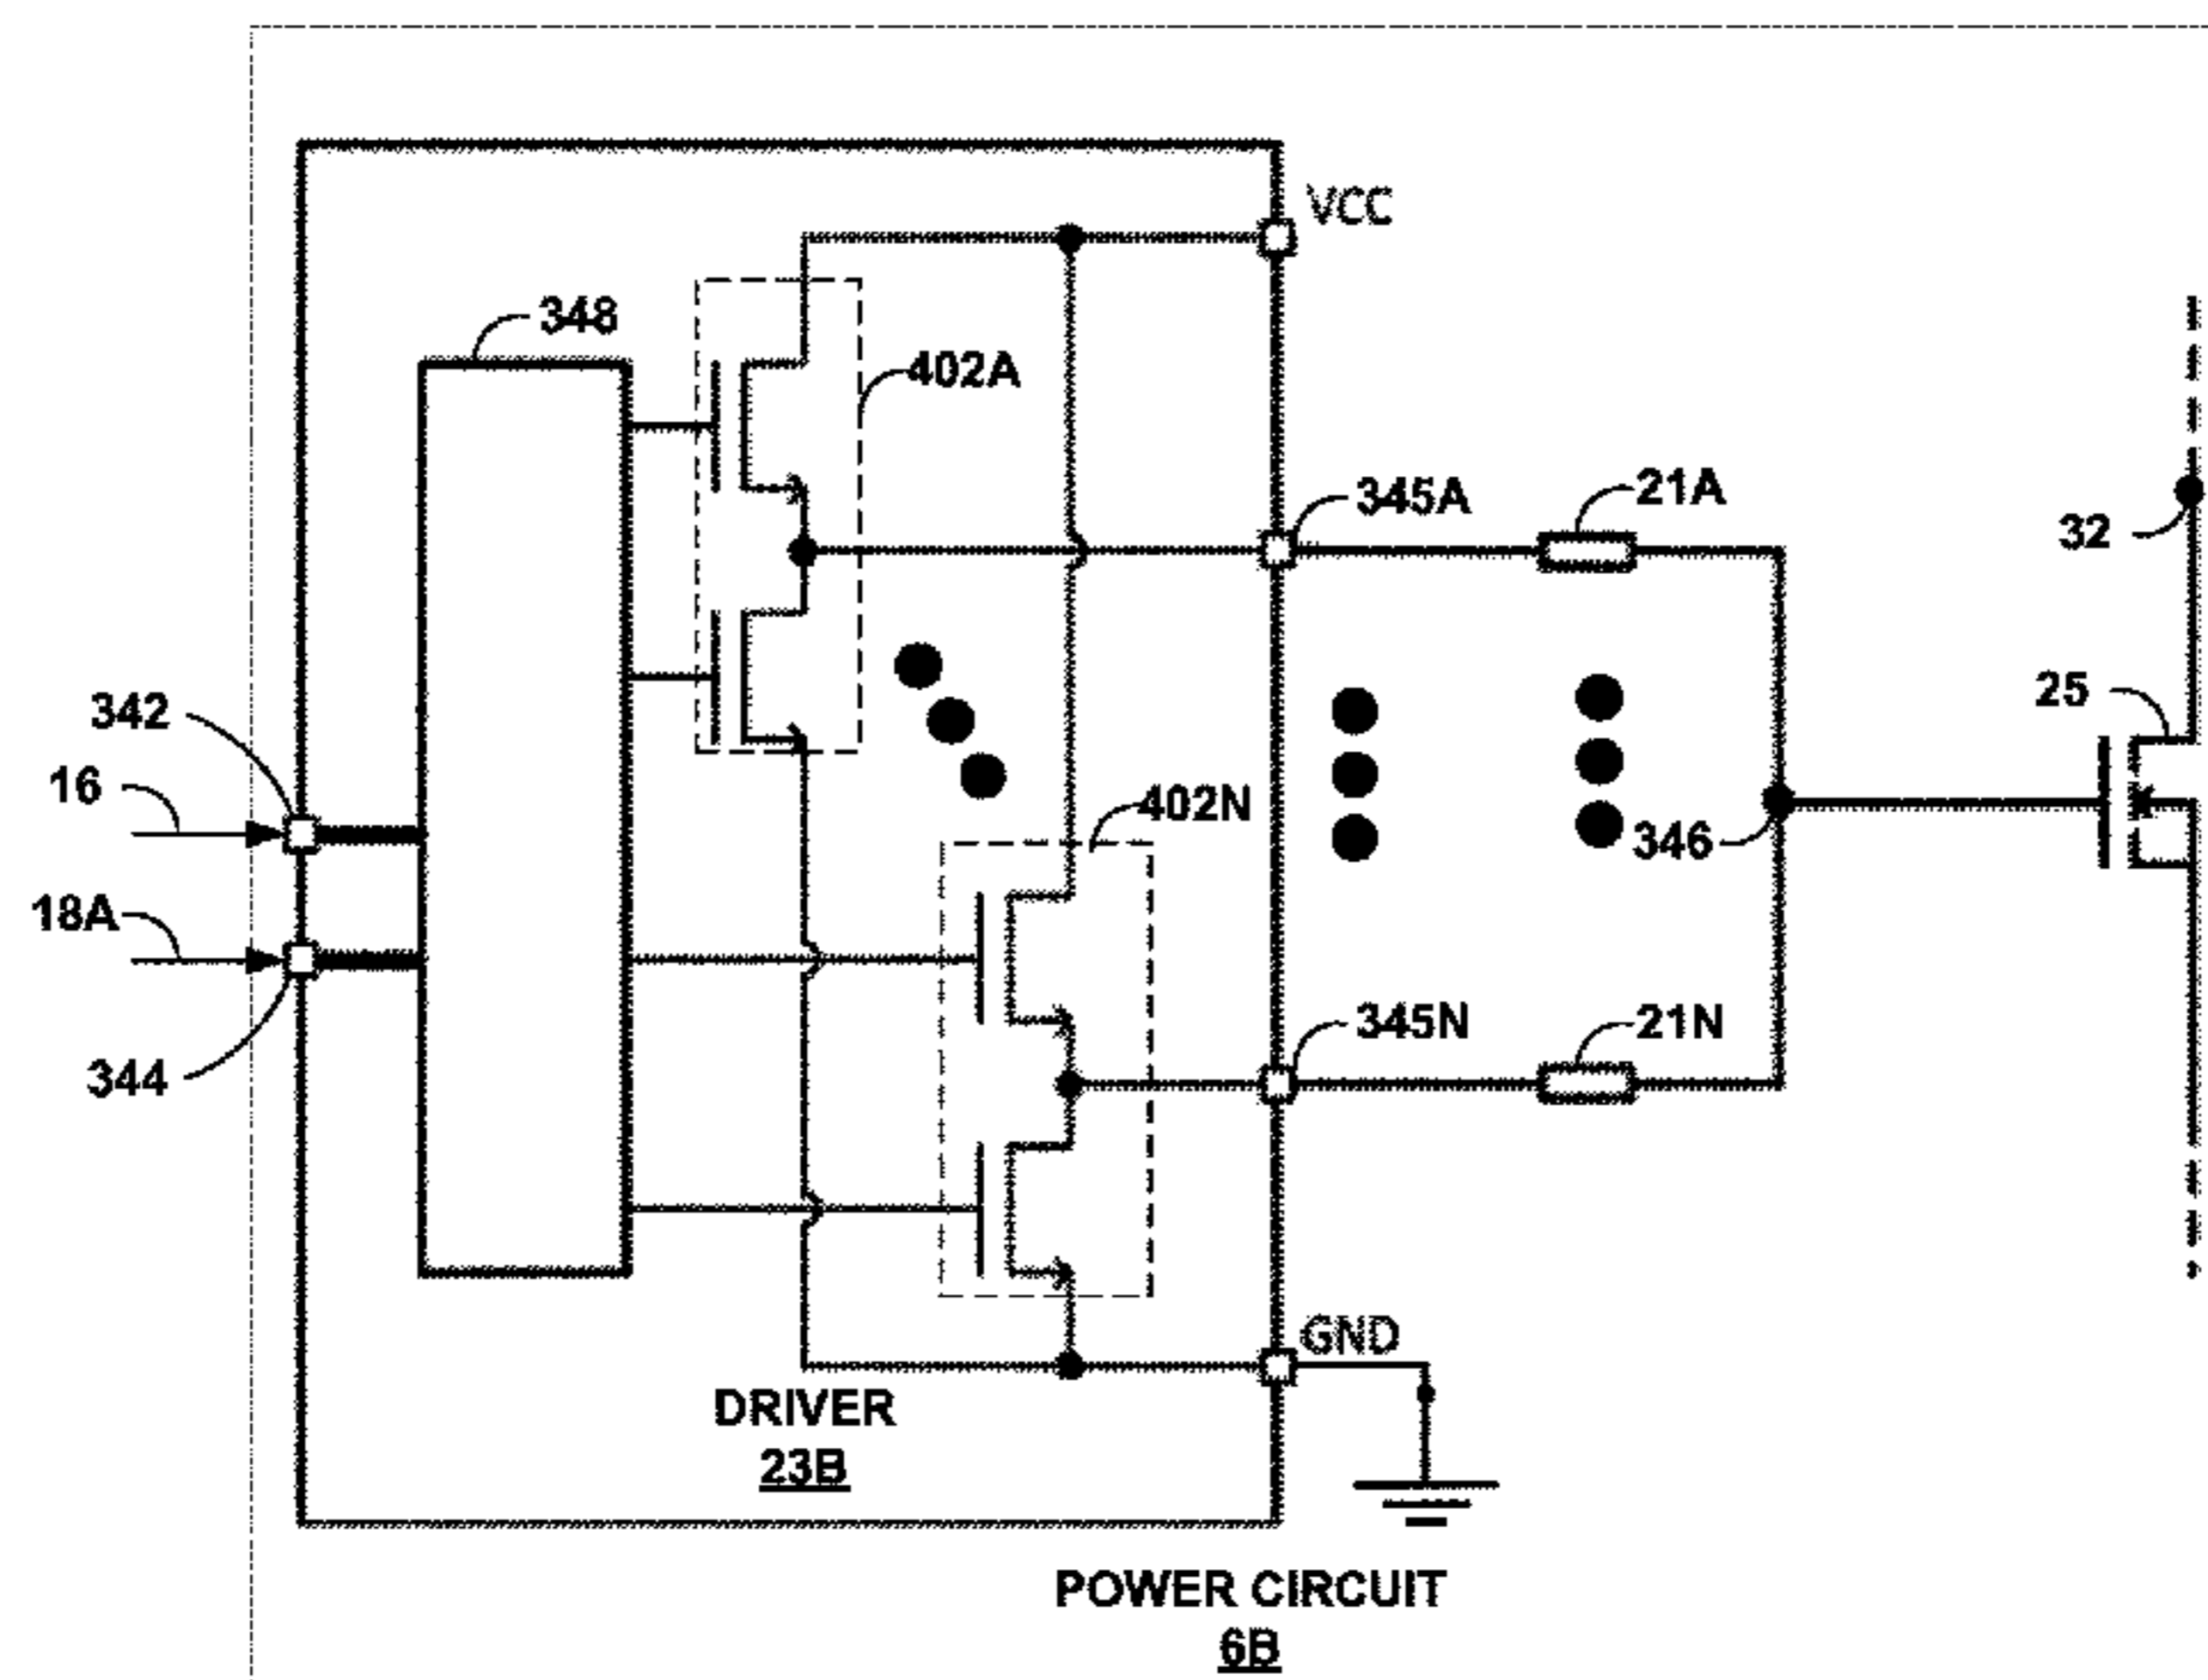 VCC
348
402A
345A
21A
32
25
342
16
402N
346
18A
345N
21N
344
GND
DRIVER
23B
POWER CIRCUIT
6B